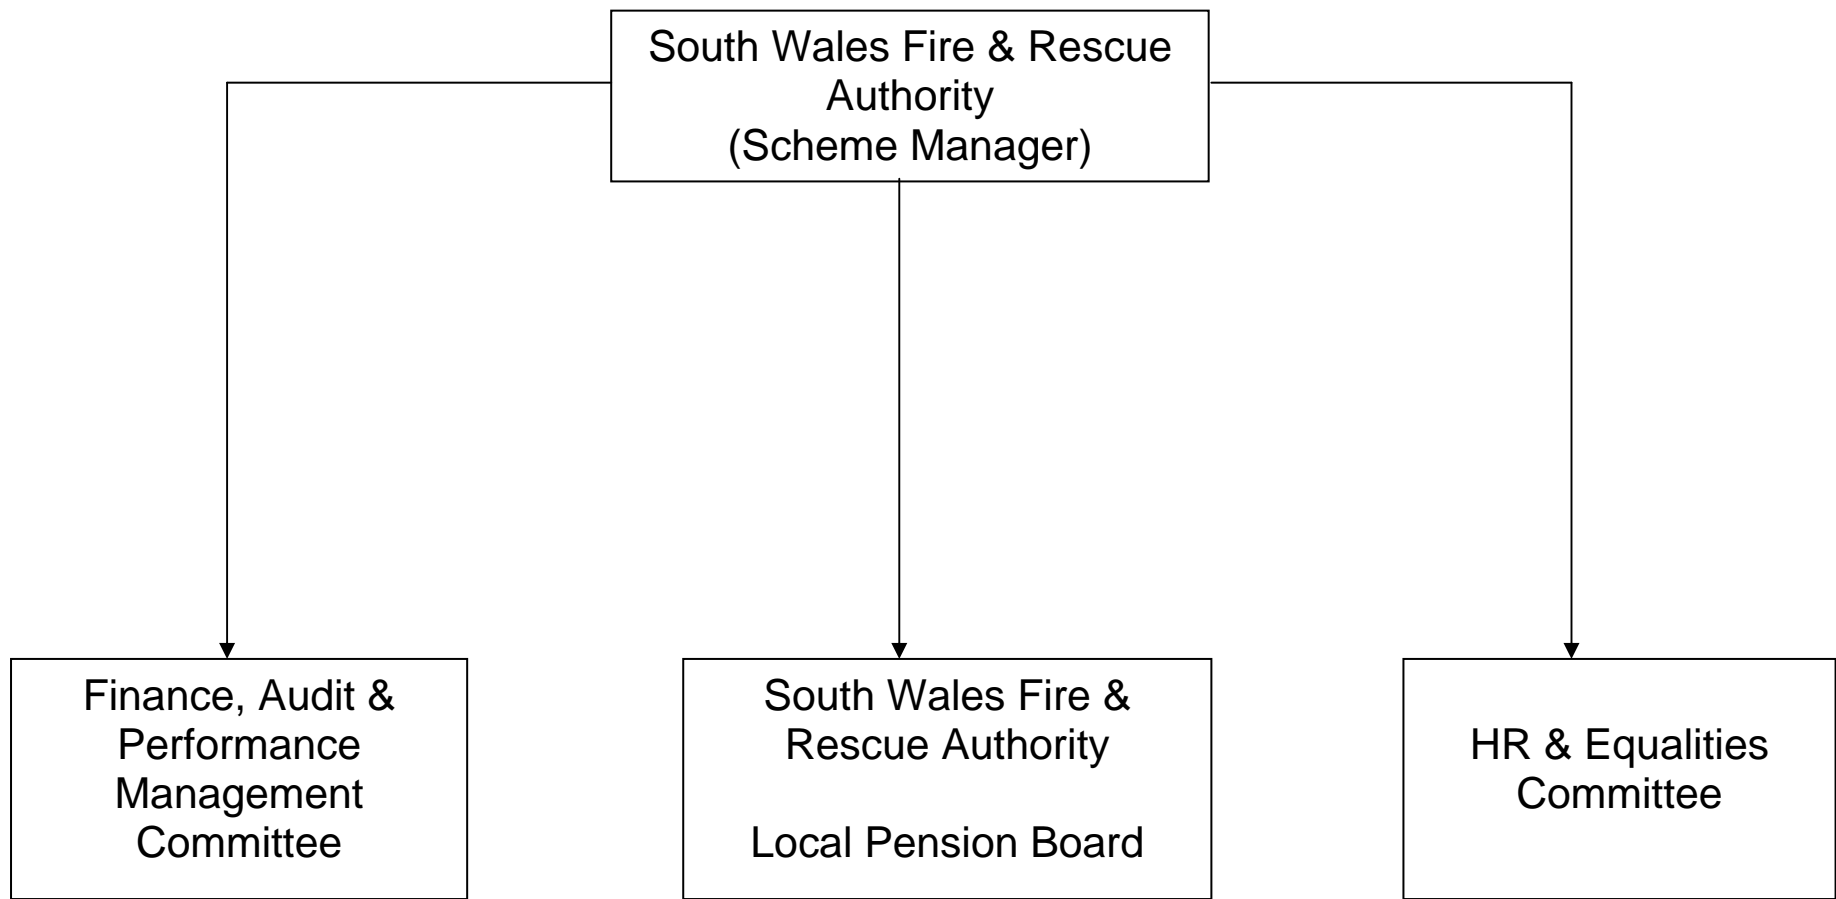 South Wales Fire & Rescue
Authority
(Scheme Manager)
Finance, Audit &
Performance
Management
Committee
South Wales Fire &
Rescue Authority
Local Pension Board
HR & Equalities
Committee